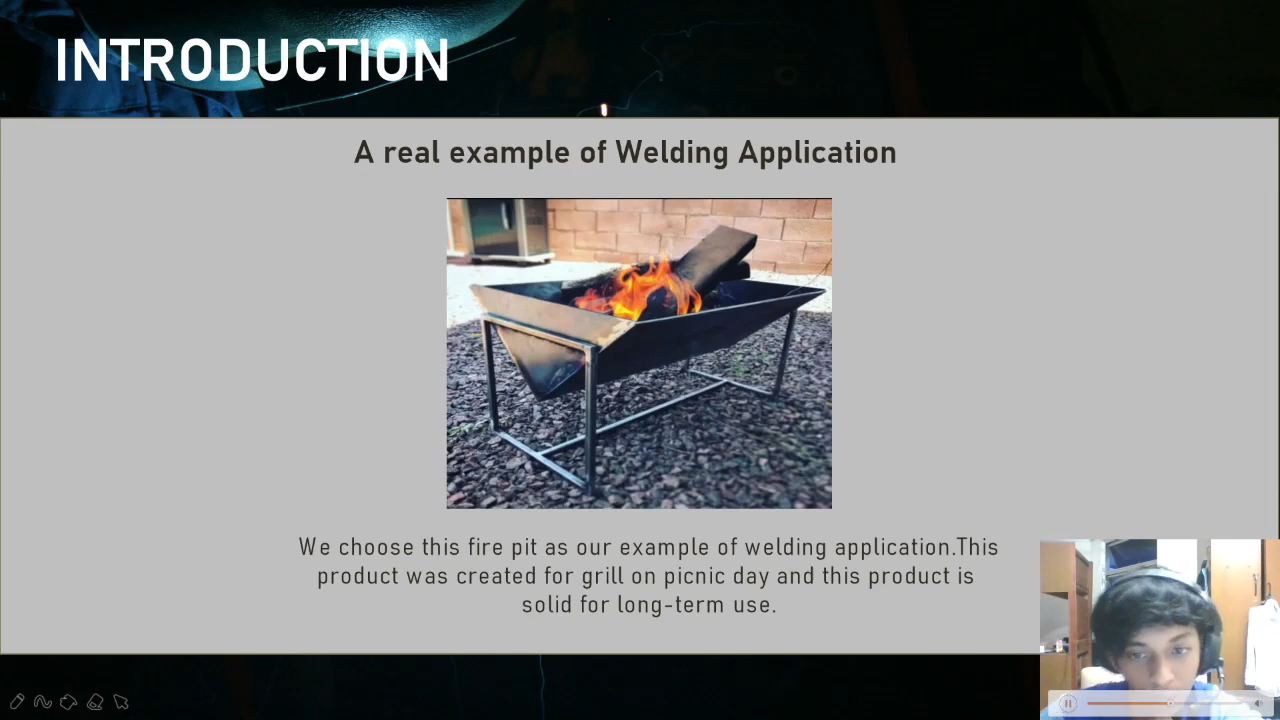 INTRODUCTION
A real example of Welding Application
We choose this fire pit as our example of welding application.This
product was created for grill on picnic day and this product is
solid for long-term use.